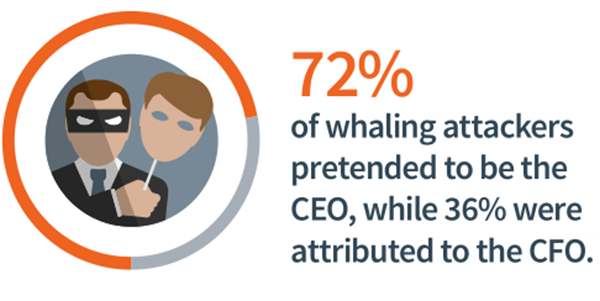 72%
of whaling attackers
pretended to be the
CEO, while 36% were
attributed to the CFO.